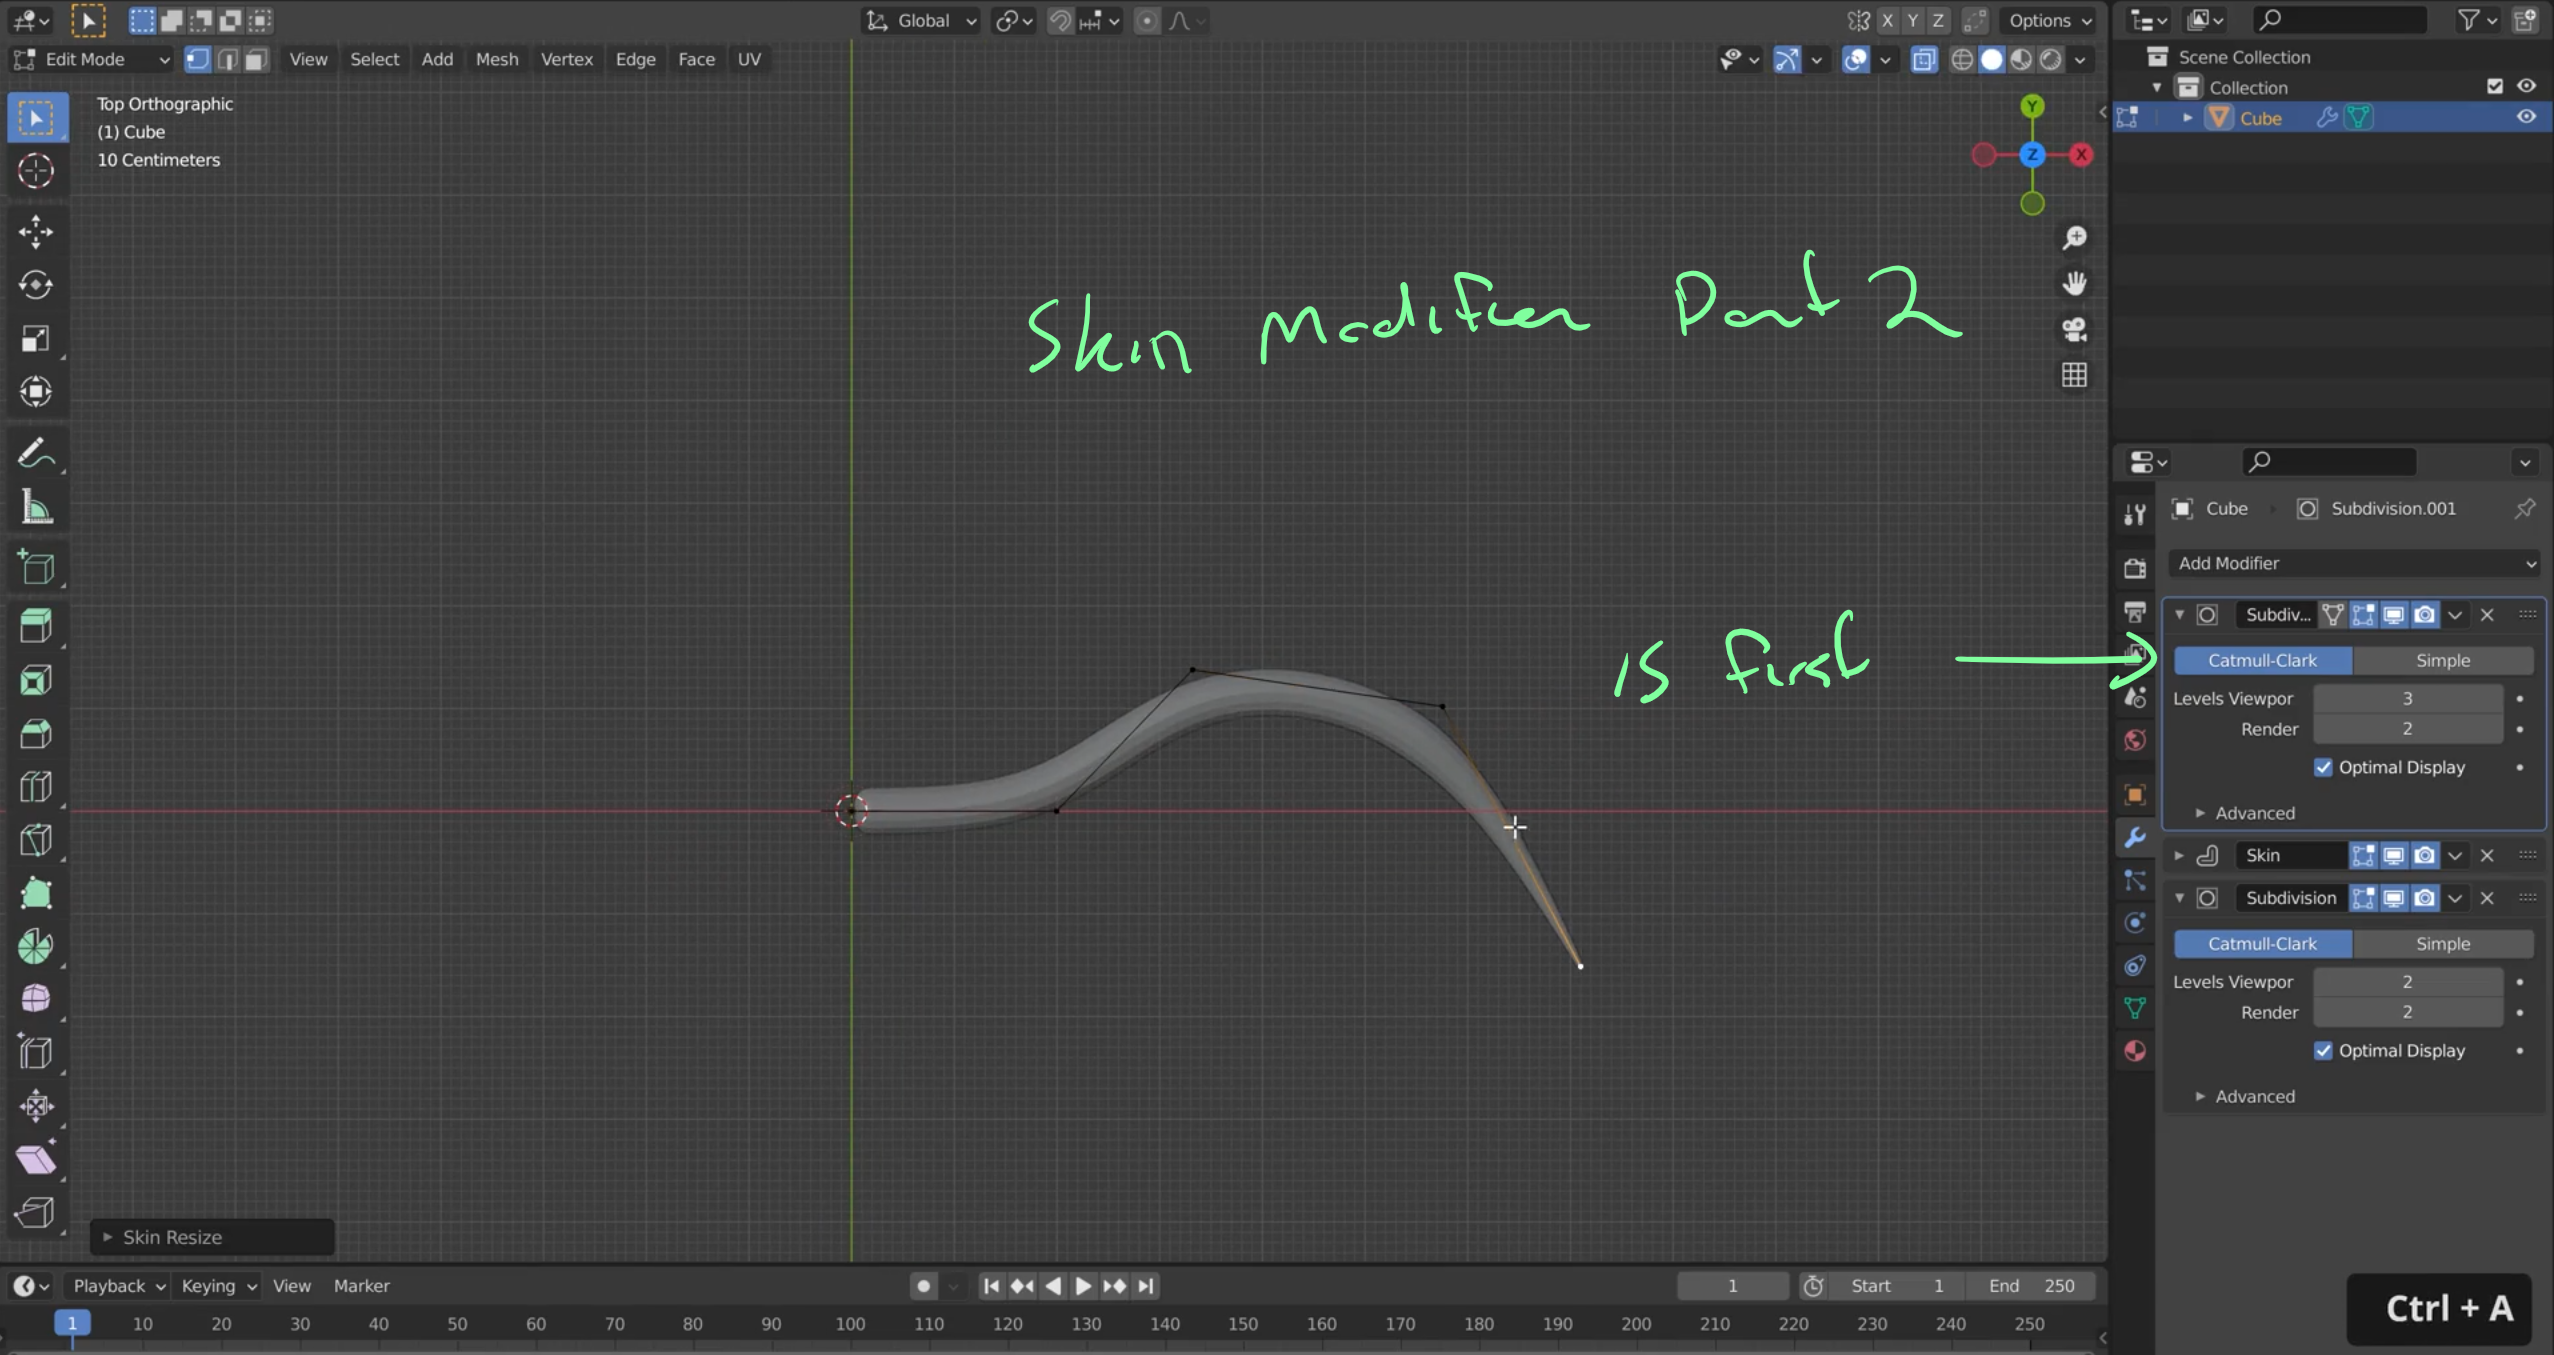 Global
X Y Z
Options
Edit Mode
View Select Add Mesh Vertex Edge Face UV
Top Orthographic
(1) Cube
10 Centimeters
Y
Z
X
Skin Modifier Part 2
is first
Skin Resize
Scene Collection
Collection
Cube
Cube
Subdivision.001
Add Modifier
Subdiv...
Catmull-Clark
Simple
Levels Viewpor
3
Render
2
Optimal Display
Advanced
Skin
Subdivision
Catmull-Clark
Simple
Levels Viewpor
2
Render
2
Optimal Display
Advanced
Playback Keying View Marker
1
Start 1
End 250
1 10 20 30 40 50 60 70 80 90 100 110 120 130 140 150 160 170 180 190 200 210 220 230 240 250
Ctrl + A